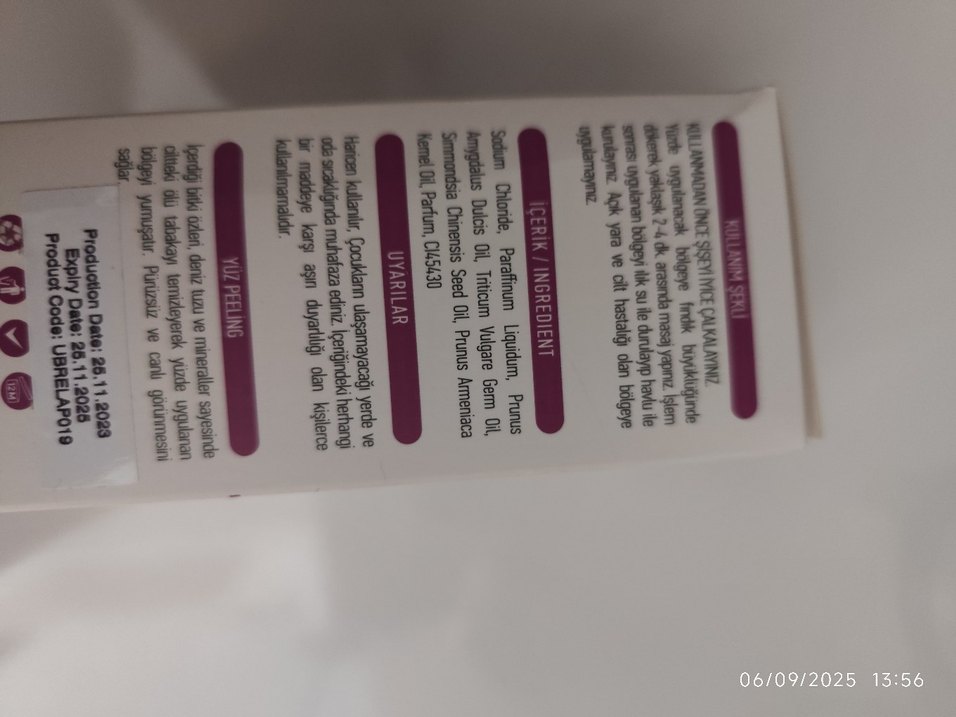 KULLANIM ŞEKLİ
KULLANMADAN ÖNCE ŞİŞEYİ İYİCE ÇALKALAYINIZ.
Yüzde uygulanacak bölgeye fındık büyüklüğünde
dökerek yaklaşık 2-4 dk. arasında masaj yapınız. İşlem
sonrası uygulanan bölgeyi ılık su ile durulayıp havlu ile
kurulayınız. Açık yara ve cilt hastalığı olan bölgeye
uygulamayınız.
İÇERİK / INGREDIENT
Sodium Chloride, Paraffinum Liquidum, Prunus
Amygdalus Dulcis Oil, Triticum Vulgare Germ Oil,
Simmondsia Chinensis Seed Oil, Prunus Armeniaca
Kernel Oil, Parfum, CI45430
UYARILAR
Haricen kullanılır, Çocukların ulaşamayacağı yerde ve
oda sıcaklığında muhafaza ediniz. İçeriğindeki herhangi
bir maddeye karşı aşırı duyarlılığı olan kişilerce
kullanılmamalıdır.
YÜZ PEELİNG
İçerdiği bitki özleri, deniz tuzu ve mineraller sayesinde
ciltteki ölü tabakayı temizleyerek yüzde uygulanan
bölgeyi yumuşatır. Pürüzsüz ve canlı görünmesini
sağlar.
Production Date: 25.11.2023
Expiry Date: 25.11.2025
Product Code: UBRELAP019
12M
06/09/2025 13:56